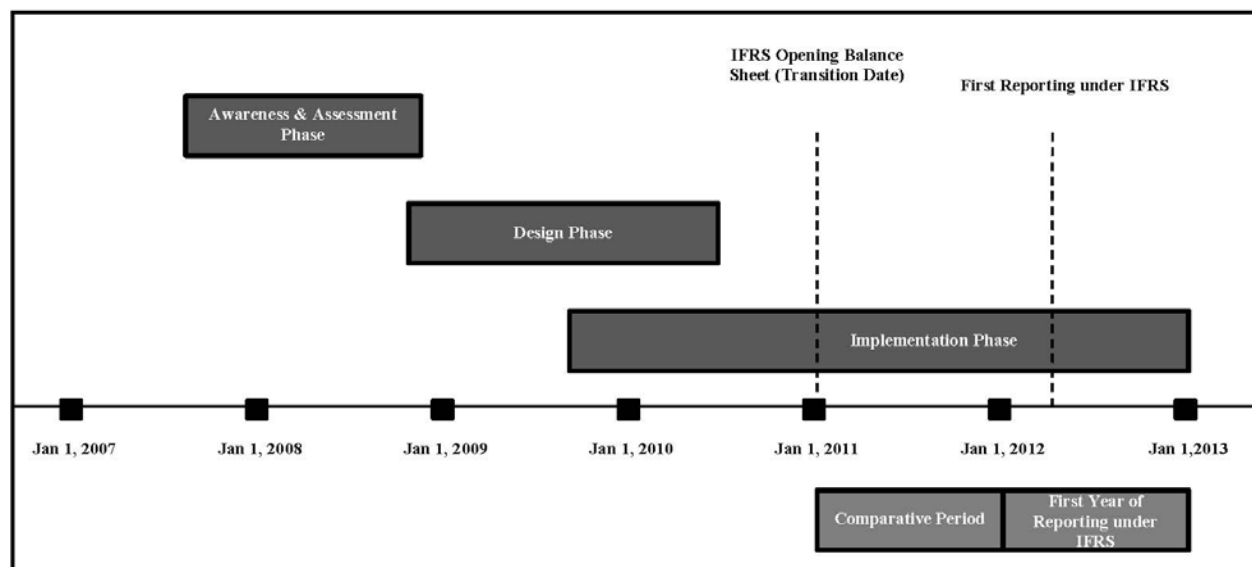 IFRS Opening Balance
Sheet (Transition Date)
First Reporting under IFRS
Awareness & Assessment
Phase
Design Phase
Implementation Phase
Jan 1, 2007
Jan 1, 2008
Jan 1, 2009
Jan 1, 2010
Jan 1, 2011
Jan 1, 2012
Jan 1,2013
Comparative Period
First Year of
Reporting under
IFRS